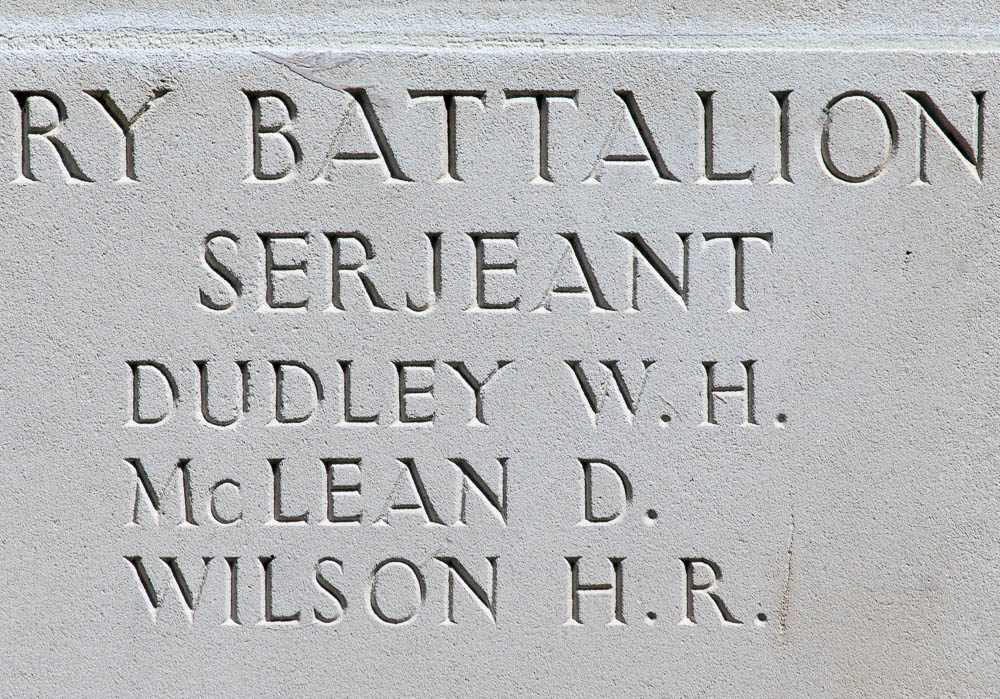 RY BATTALION
SERJEANT
DUDLEY W.H.
McLEAN D.
WILSON H.R.